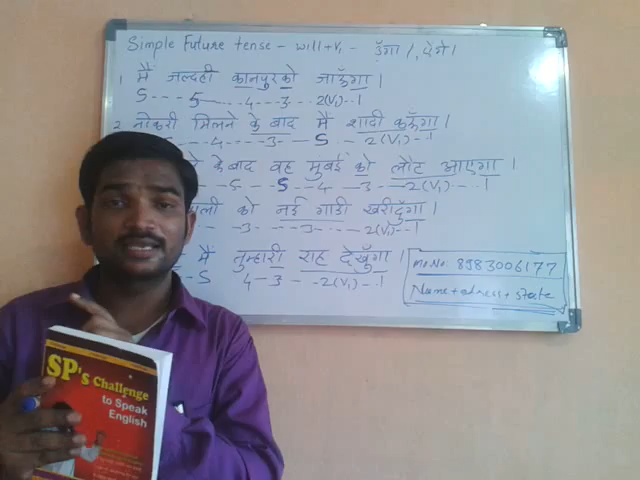 Simple Future tense - will+V₁ - ऊँगा /, ऐंगे।
1 मैं जल्दही कानपुर को जाऊँगा।
S --- 5 --- 4 --- 3 --- 2(V₁) -- 1
2. नौकरी मिलने के बाद मैं शादी करूँगा।
4 --- 3 --- S --- 2(V₁) -- 1
के बाद वह मुबंई को लौट आएगा।
5 -- S --- 4 --- 3 --- 2(V₁) --- 1
को नई गाडी खरीदुँगा।
3 --- 3 --- 2(V₁) -- 1
मैं तुम्हारी राह देखुँगा।
S 4 - 3 - - 2(V₁) -- 1
Mo.No: 8983006177
Name + adress + State
SP's Challenge
to Speak
English